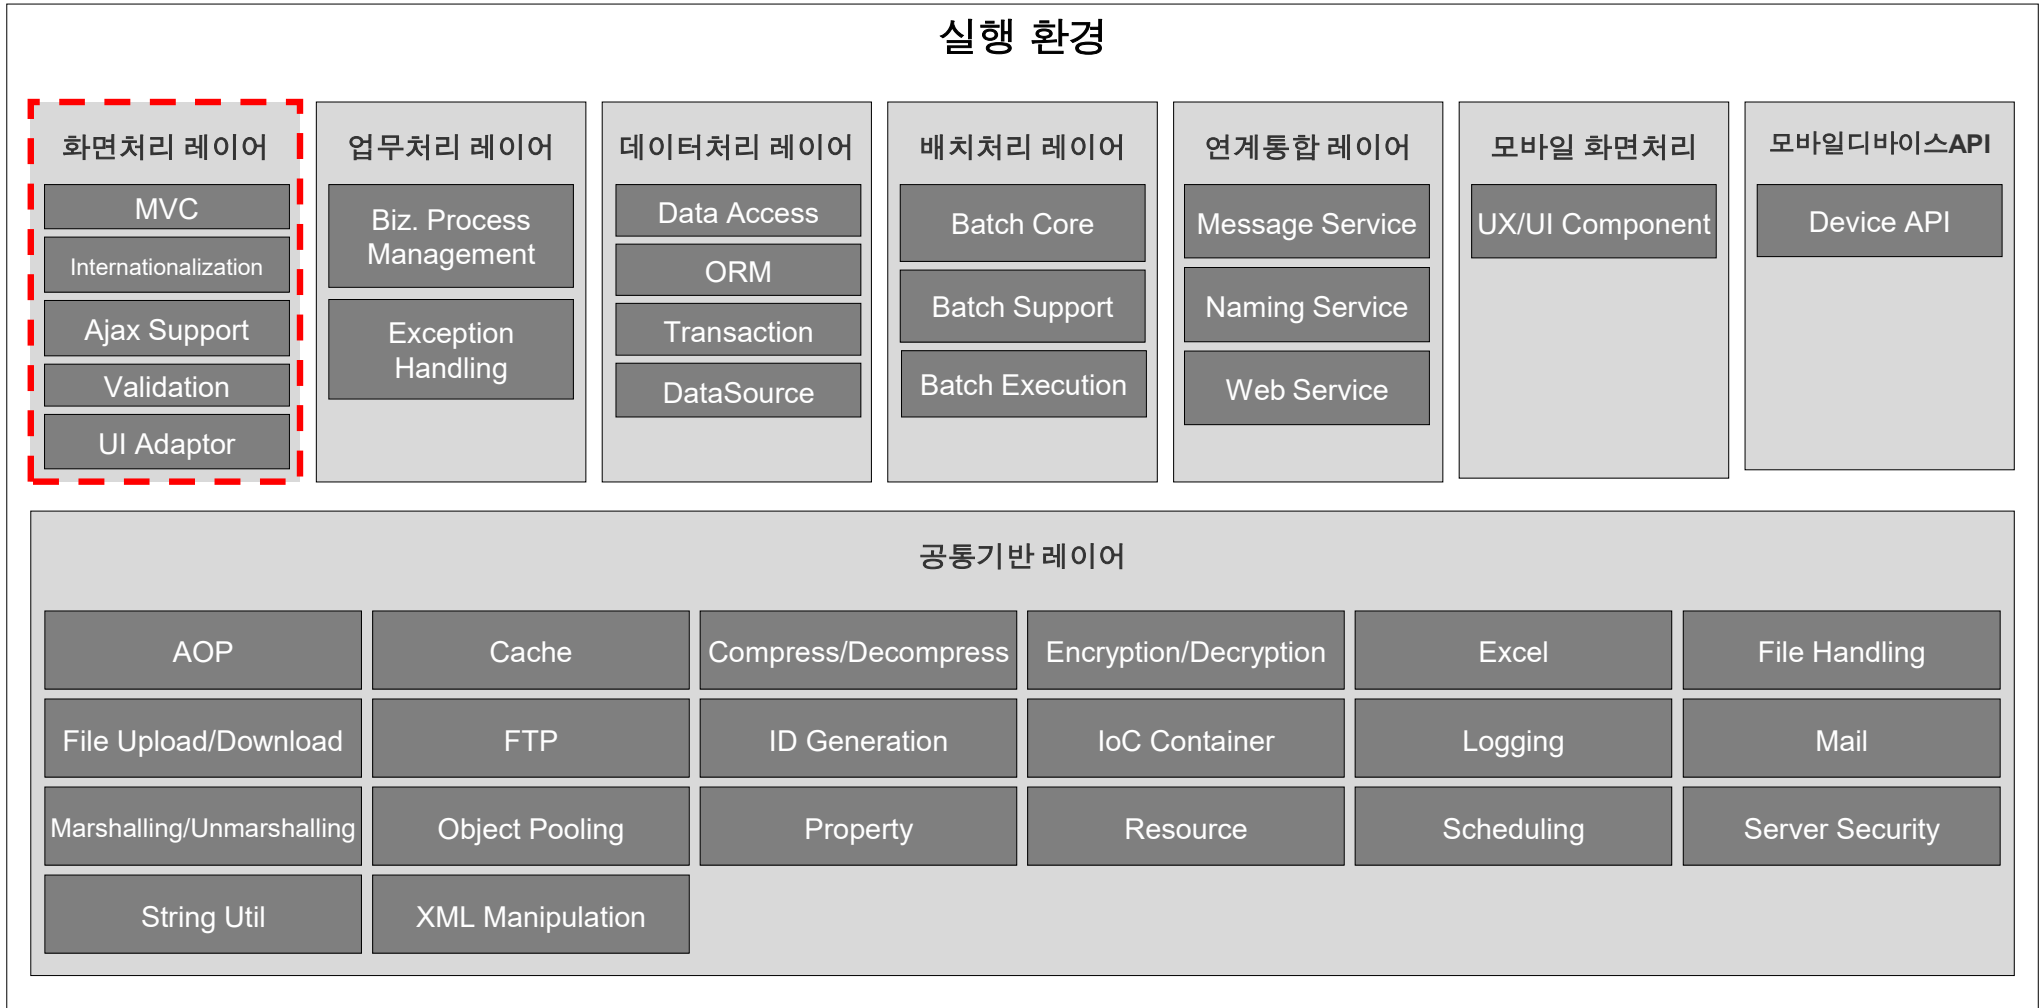 실행 환경
화면처리 레이어
MVC
Internationalization
Ajax Support
Validation
UI Adaptor
업무처리 레이어
Biz. Process
Management
Exception
Handling
데이터처리 레이어
Data Access
ORM
Transaction
DataSource
배치처리 레이어
Batch Core
Batch Support
Batch Execution
연계통합 레이어
Message Service
Naming Service
Web Service
모바일 화면처리
UX/UI Component
모바일디바이스API
Device API
공통기반 레이어
AOP
Cache
Compress/Decompress
Encryption/Decryption
Excel
File Handling
File Upload/Download
FTP
ID Generation
IoC Container
Logging
Mail
Marshalling/Unmarshalling
Object Pooling
Property
Resource
Scheduling
Server Security
String Util
XML Manipulation